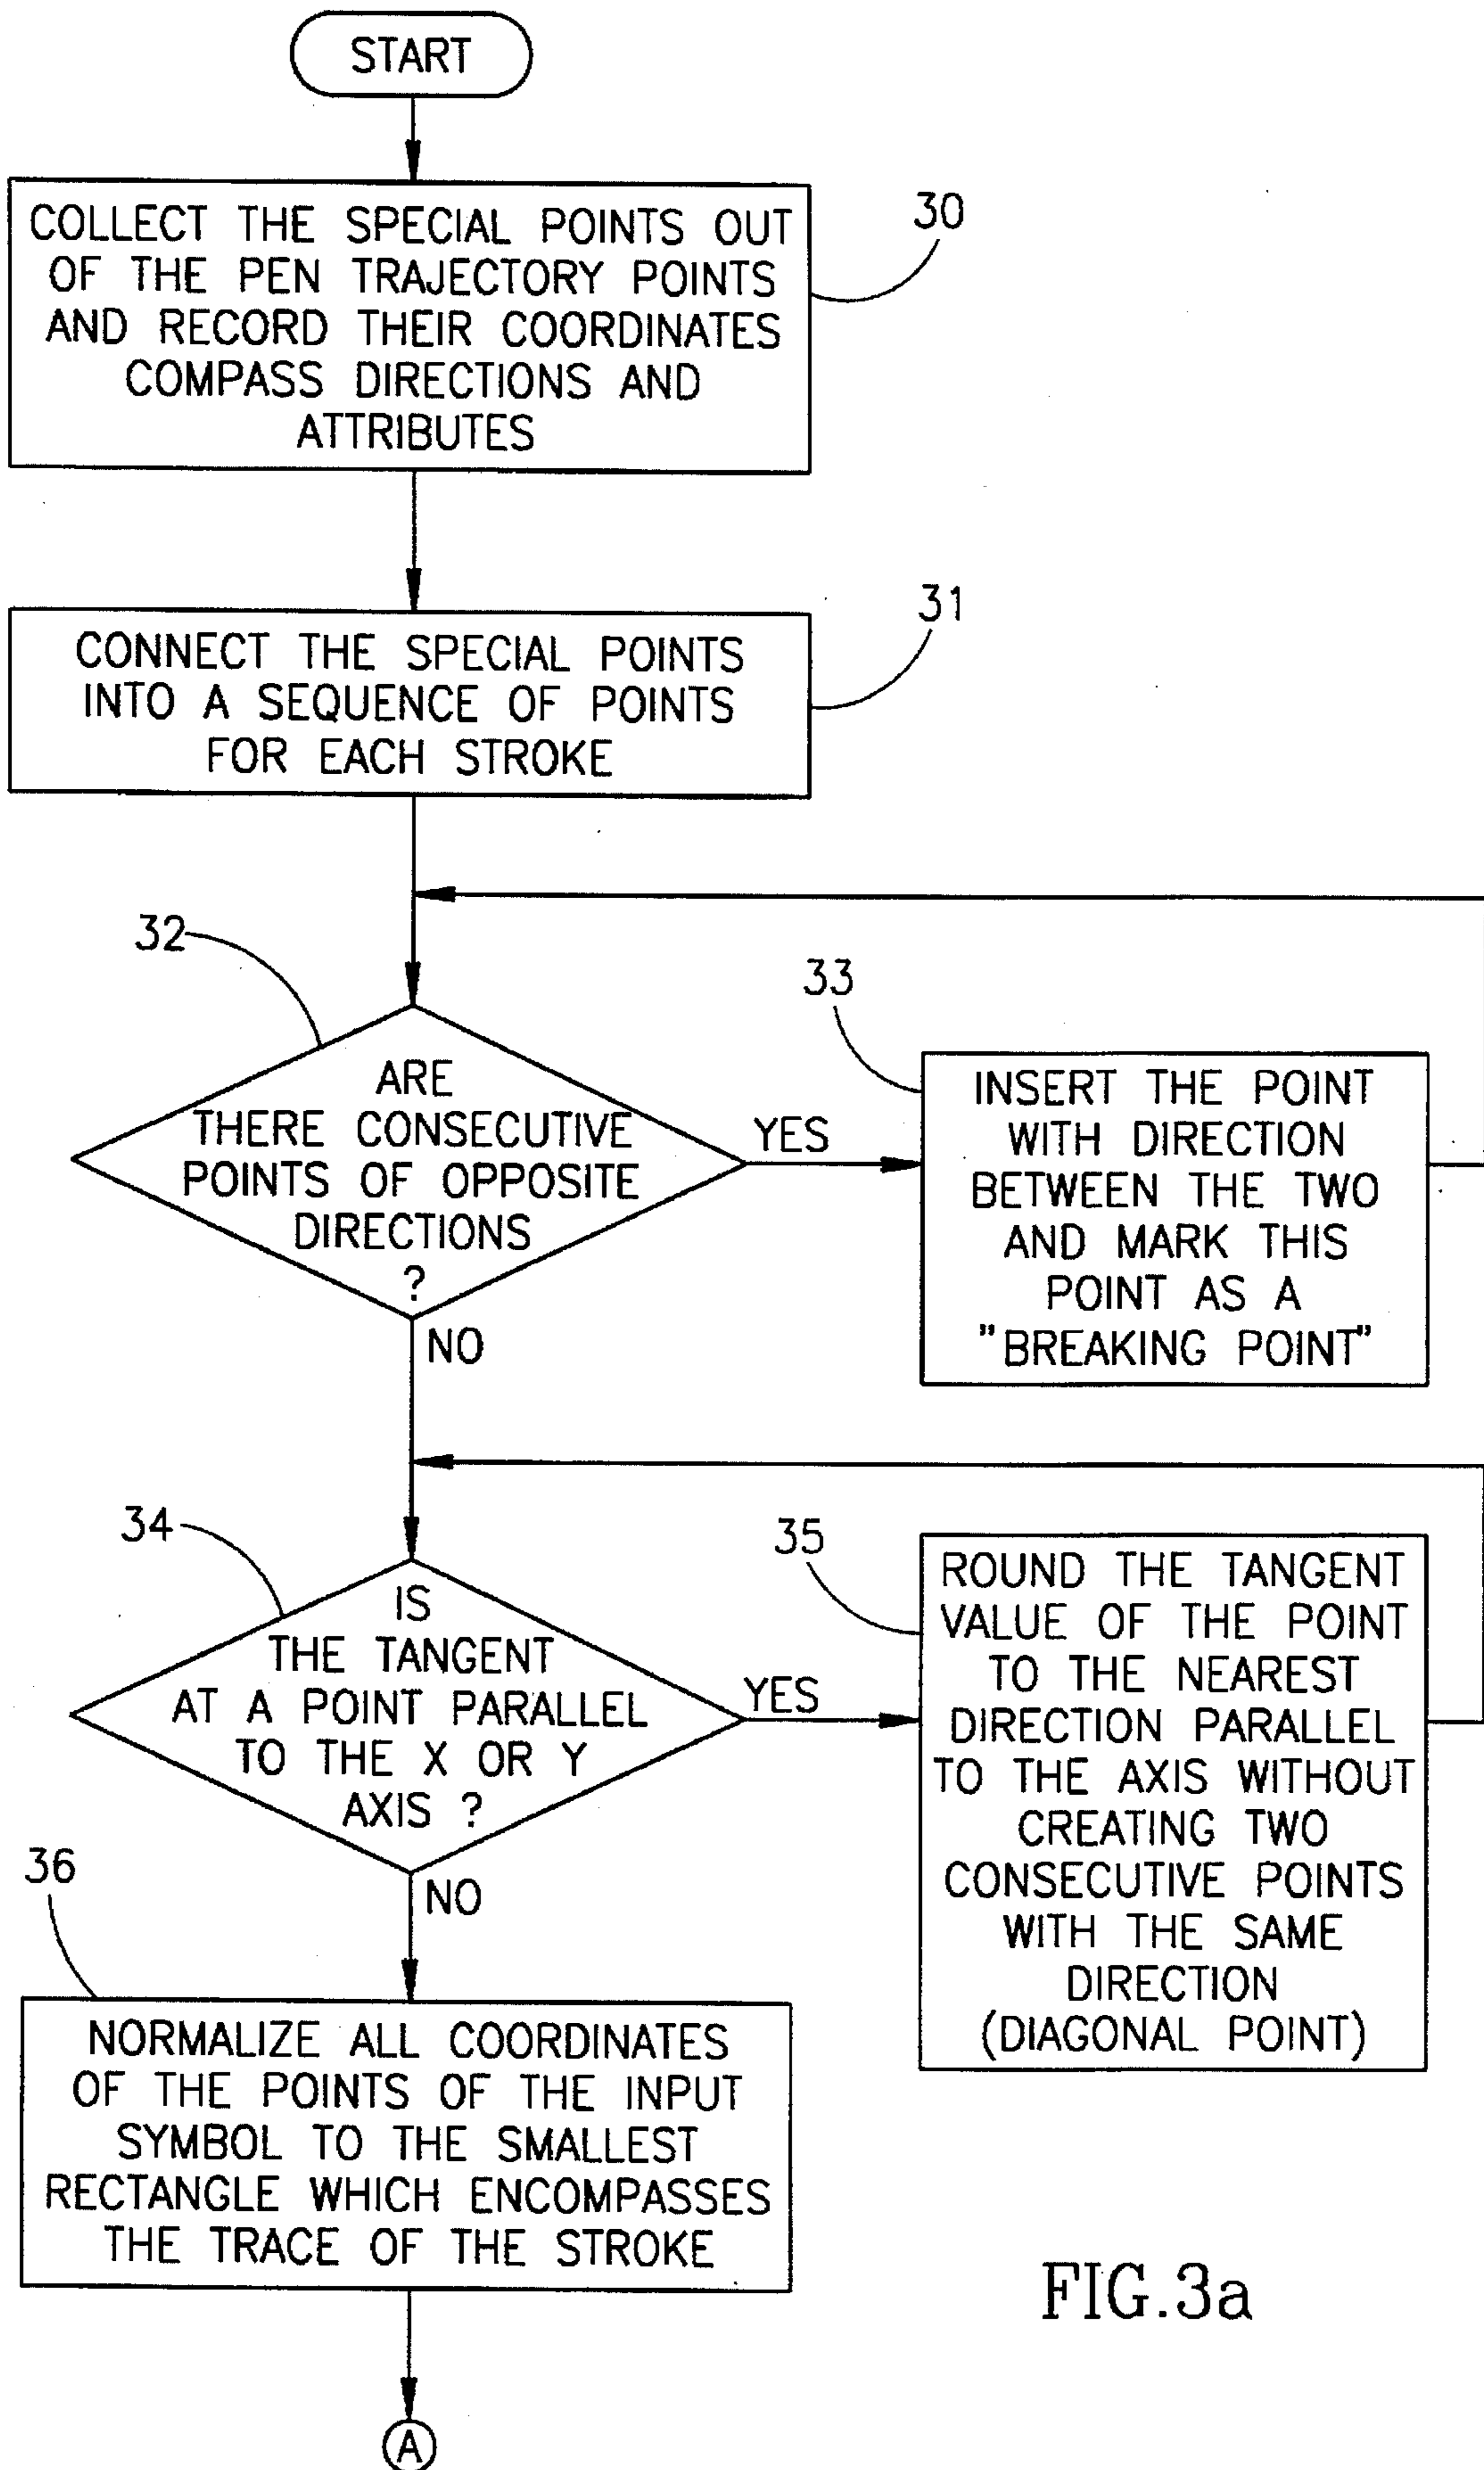 START
COLLECT THE SPECIAL POINTS OUT
OF THE PEN TRAJECTORY POINTS
AND RECORD THEIR COORDINATES
COMPASS DIRECTIONS AND
ATTRIBUTES
30
CONNECT THE SPECIAL POINTS
INTO A SEQUENCE OF POINTS
FOR EACH STROKE
31
32
ARE
THERE CONSECUTIVE
POINTS OF OPPOSITE
DIRECTIONS
?
YES
NO
33
INSERT THE POINT
WITH DIRECTION
BETWEEN THE TWO
AND MARK THIS
POINT AS A
"BREAKING POINT"
34
IS
THE TANGENT
AT A POINT PARALLEL
TO THE X OR Y
AXIS ?
YES
NO
35
ROUND THE TANGENT
VALUE OF THE POINT
TO THE NEAREST
DIRECTION PARALLEL
TO THE AXIS WITHOUT
CREATING TWO
CONSECUTIVE POINTS
WITH THE SAME
DIRECTION
(DIAGONAL POINT)
36
NORMALIZE ALL COORDINATES
OF THE POINTS OF THE INPUT
SYMBOL TO THE SMALLEST
RECTANGLE WHICH ENCOMPASSES
THE TRACE OF THE STROKE
A
FIG.3a